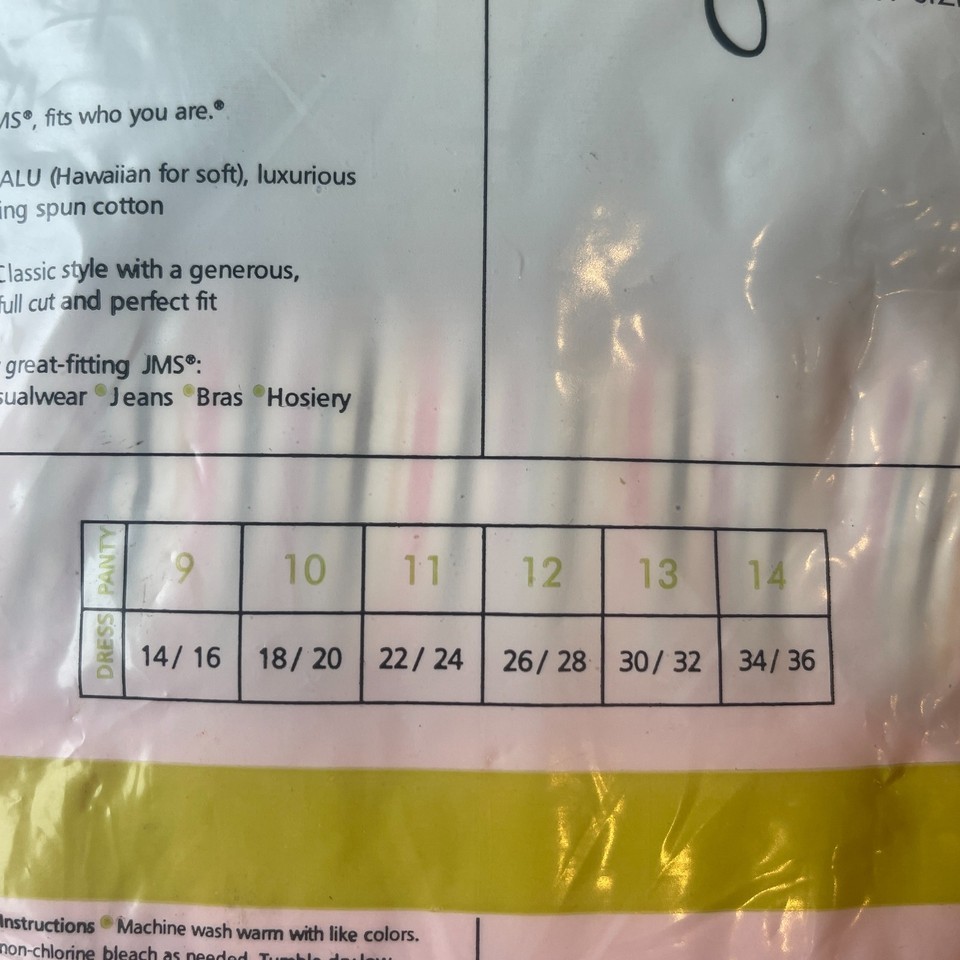 MS®, fits who you are.®
ALU (Hawaiian for soft), luxurious
ing spun cotton
Classic style with a generous,
full cut and perfect fit
great-fitting JMS®:
sualwear Jeans Bras Hosiery
PANTY 9 10 11 12 13 14
DRESS 14/ 16 18/ 20 22/ 24 26/ 28 30/ 32 34/ 36
Instructions Machine wash warm with like colors.
non-chlorine bleach as needed. Tumble dry low